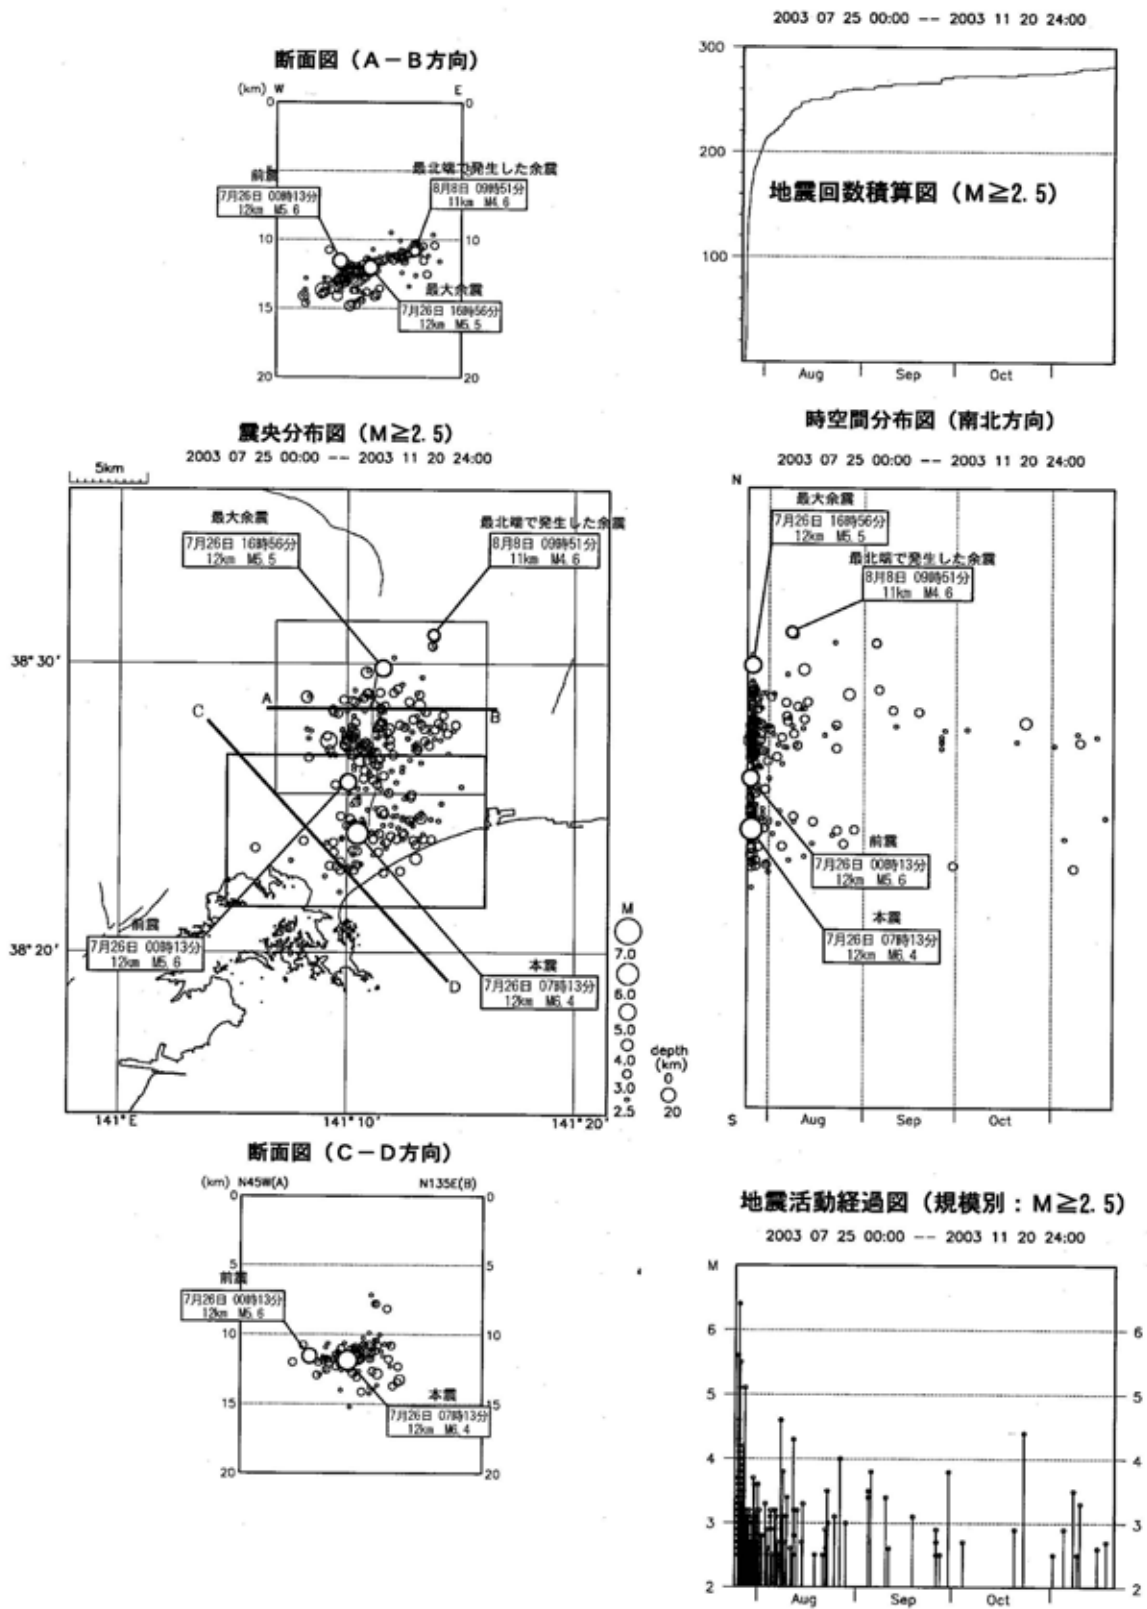 断面図（A－B方向）
(km) W E
0 0
5
前震
7月26日 00時13分
12km M5.6
最北端で発生した余震
8月8日 09時51分
11km M4.6
10 10
最大余震
7月26日 16時56分
12km M5.5
15
20 20
2003 07 25 00:00 -- 2003 11 20 24:00
300
200
100
地震回数積算図（M≧2.5）
Aug Sep Oct
震央分布図（M≧2.5）
2003 07 25 00:00 -- 2003 11 20 24:00
5km
最大余震
7月26日 16時56分
12km M5.5
最北端で発生した余震
8月8日 09時51分
11km M4.6
38°30′
A
B
C
D
前震
7月26日 00時13分
12km M5.6
38°20′
本震
7月26日 07時13分
12km M6.4
141°E 141°10′ 141°20′
M
7.0
6.0
5.0
4.0
3.0
2.5
depth
(km)
0
20
時空間分布図（南北方向）
2003 07 25 00:00 -- 2003 11 20 24:00
N
最大余震
7月26日 16時56分
12km M5.5
最北端で発生した余震
8月8日 09時51分
11km M4.6
前震
7月26日 00時13分
12km M5.6
本震
7月26日 07時13分
12km M6.4
S
Aug Sep Oct
断面図（C－D方向）
(km) N45W(A) N135E(B)
0 0
5 5
前震
7月26日 00時13分
12km M5.6
10 10
本震
7月26日 07時13分
12km M6.4
15 15
20 20
地震活動経過図（規模別：M≧2.5）
2003 07 25 00:00 -- 2003 11 20 24:00
M
6 6
5 5
4 4
3 3
2 2
Aug Sep Oct